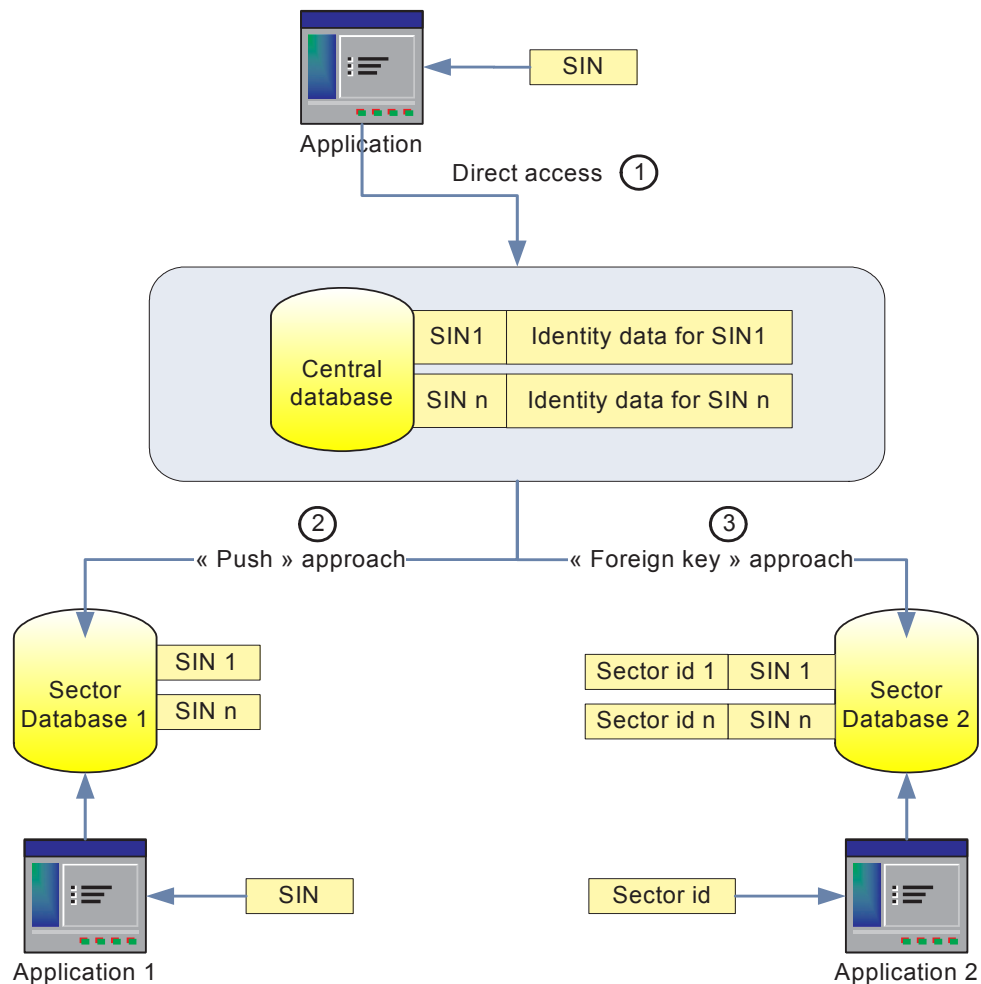 SIN
Application
Direct access 1
SIN1 Identity data for SIN1
Central
database
SIN n Identity data for SIN n
2
« Push » approach
3
« Foreign key » approach
Sector
Database 1
SIN 1
SIN n
Sector id 1 SIN 1
Sector id n SIN n
Sector
Database 2
SIN
Application 1
Sector id
Application 2